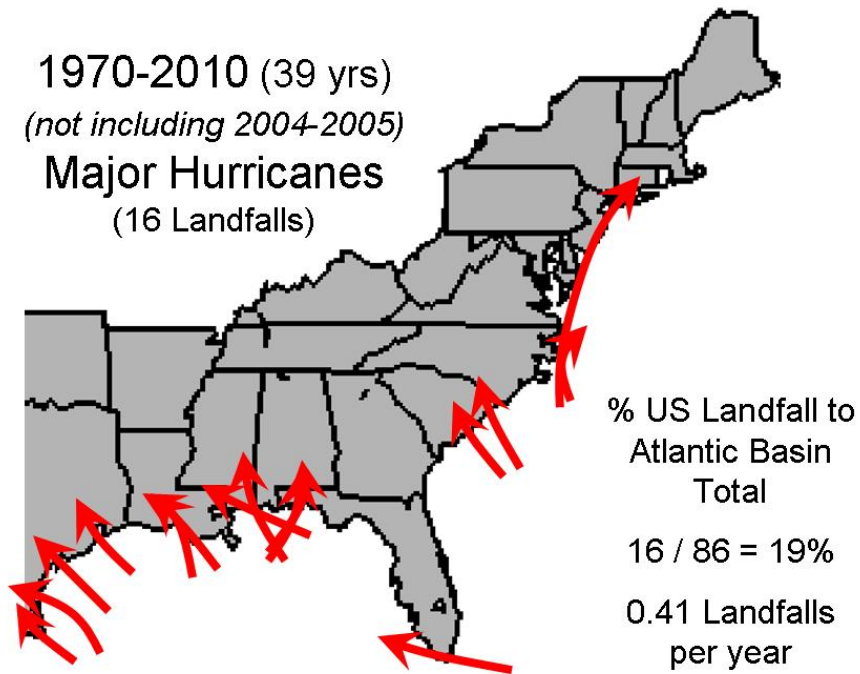 1970-2010 (39 yrs)
(not including 2004-2005)
Major Hurricanes
(16 Landfalls)
% US Landfall to
Atlantic Basin
Total
16 / 86 = 19%
0.41 Landfalls
per year